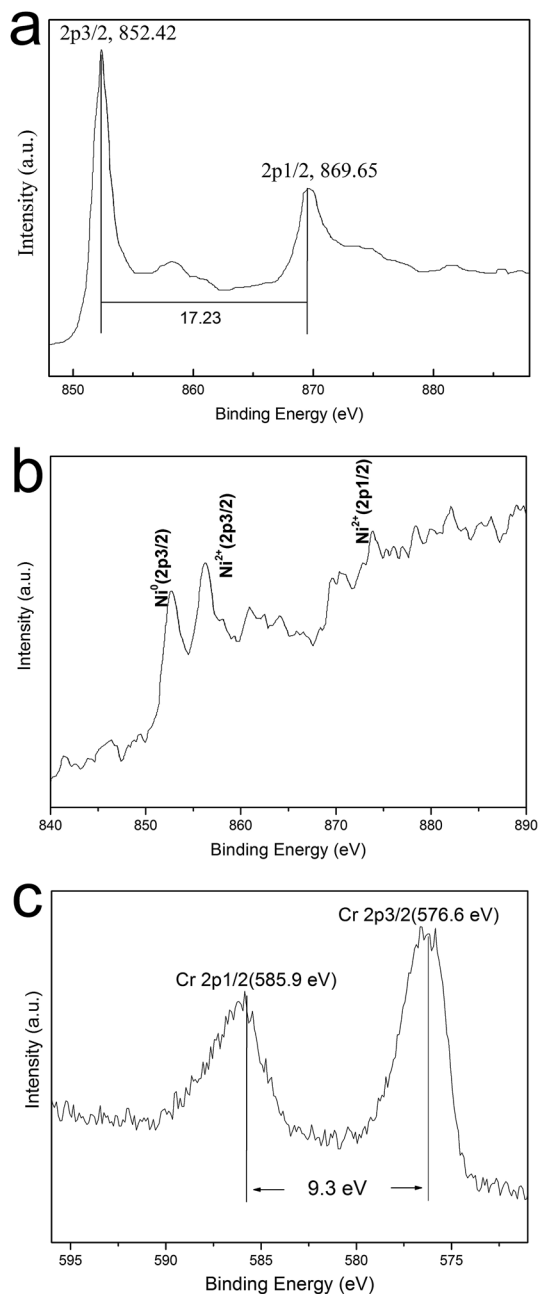 a
2p3/2, 852.42
2p1/2, 869.65
17.23
Intensity (a.u.)
850 860 870 880
Binding Energy (eV)
b
Ni⁰(2p3/2)
Ni²⁺(2p3/2)
Ni²⁺(2p1/2)
Intensity (a.u.)
840 850 860 870 880 890
Binding Energy (eV)
c
Cr 2p3/2(576.6 eV)
Cr 2p1/2(585.9 eV)
9.3 eV
Intensity (a.u.)
595 590 585 580 575
Binding Energy (eV)